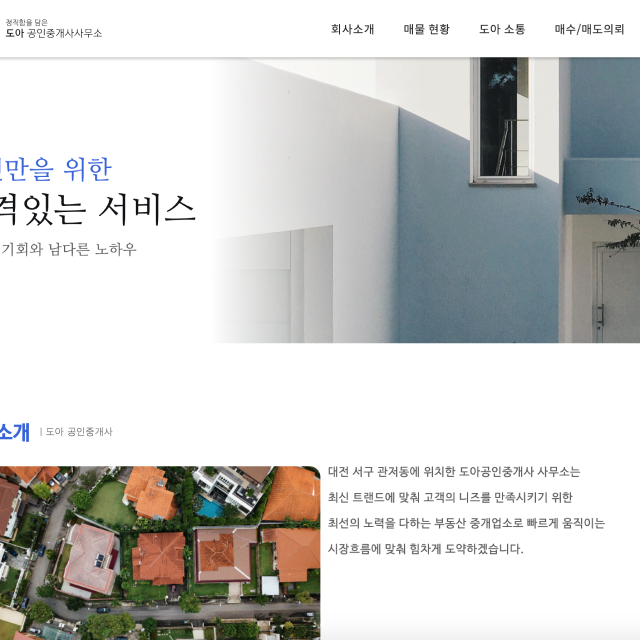 정직함을 담은
도아 공인중개사사무소
회사소개 매물 현황 도아 소통 매수/매도의뢰
만을 위한
격있는 서비스
기회와 남다른 노하우
소개 | 도아 공인중개사
대전 서구 관저동에 위치한 도아공인중개사 사무소는
최신 트랜드에 맞춰 고객의 니즈를 만족시키기 위한
최선의 노력을 다하는 부동산 중개업소로 빠르게 움직이는
시장흐름에 맞춰 힘차게 도약하겠습니다.